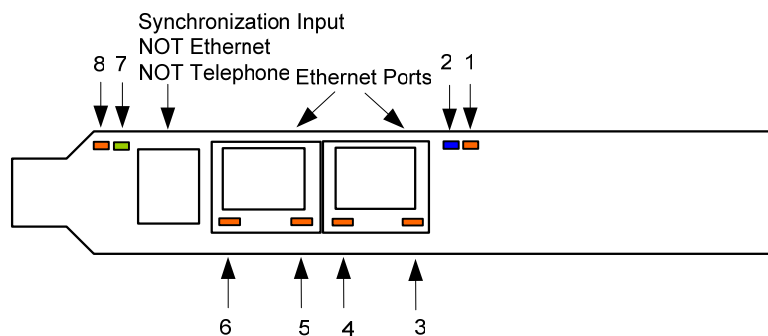 Synchronization Input
NOT Ethernet
NOT Telephone
Ethernet Ports
8 7
2 1
6 5 4 3